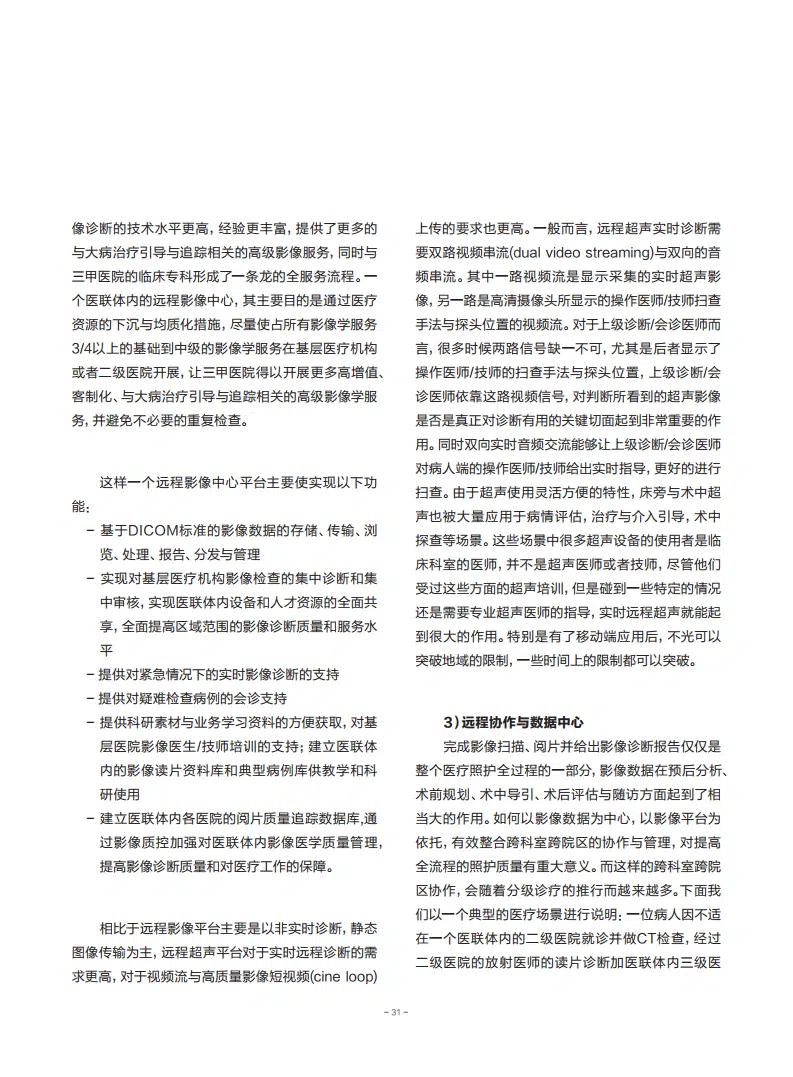 像诊断的技术水平更高，经验更丰富，提供了更多的
与大病治疗引导与追踪相关的高级影像服务，同时与
三甲医院的临床专科形成了一条龙的全服务流程。一
个医联体内的远程影像中心，其主要目的是通过医疗
资源的下沉与均质化措施，尽量使占所有影像学服务
3/4以上的基础到中级的影像学服务在基层医疗机构
或者二级医院开展，让三甲医院得以开展更多高增值、
客制化、与大病治疗引导与追踪相关的高级影像学服
务，并避免不必要的重复检查。
这样一个远程影像中心平台主要使实现以下功
能：
- 基于DICOM标准的影像数据的存储、传输、浏
览、处理、报告、分发与管理
- 实现对基层医疗机构影像检查的集中诊断和集
中审核，实现医联体内设备和人才资源的全面共
享，全面提高区域范围的影像诊断质量和服务水
平
- 提供对紧急情况下的实时影像诊断的支持
- 提供对疑难检查病例的会诊支持
- 提供科研素材与业务学习资料的方便获取，对基
层医院影像医生/技师培训的支持；建立医联体
内的影像读片资料库和典型病例库供教学和科
研使用
- 建立医联体内各医院的阅片质量追踪数据库,通
过影像质控加强对医联体内影像医学质量管理，
提高影像诊断质量和对医疗工作的保障。
相比于远程影像平台主要是以非实时诊断，静态
图像传输为主，远程超声平台对于实时远程诊断的需
求更高，对于视频流与高质量影像短视频(cine loop)
上传的要求也更高。一般而言，远程超声实时诊断需
要双路视频串流(dual video streaming)与双向的音
频串流。其中一路视频流是显示采集的实时超声影
像，另一路是高清摄像头所显示的操作医师/技师扫查
手法与探头位置的视频流。对于上级诊断/会诊医师而
言，很多时候两路信号缺一不可，尤其是后者显示了
操作医师/技师的扫查手法与探头位置，上级诊断/会
诊医师依靠这路视频信号，对判断所看到的超声影像
是否是真正对诊断有用的关键切面起到非常重要的作
用。同时双向实时音频交流能够让上级诊断/会诊医师
对病人端的操作医师/技师给出实时指导，更好的进行
扫查。由于超声使用灵活方便的特性，床旁与术中超
声也被大量应用于病情评估，治疗与介入引导，术中
探查等场景。这些场景中很多超声设备的使用者是临
床科室的医师，并不是超声医师或者技师，尽管他们
受过这些方面的超声培训，但是碰到一些特定的情况
还是需要专业超声医师的指导，实时远程超声就能起
到很大的作用。特别是有了移动端应用后，不光可以
突破地域的限制，一些时间上的限制都可以突破。
3）远程协作与数据中心
完成影像扫描、阅片并给出影像诊断报告仅仅是
整个医疗照护全过程的一部分，影像数据在预后分析、
术前规划、术中导引、术后评估与随访方面起到了相
当大的作用。如何以影像数据为中心，以影像平台为
依托，有效整合跨科室跨院区的协作与管理，对提高
全流程的照护质量有重大意义。而这样的跨科室跨院
区协作，会随着分级诊疗的推行而越来越多。下面我
们以一个典型的医疗场景进行说明：一位病人因不适
在一个医联体内的二级医院就诊并做CT检查，经过
二级医院的放射医师的读片诊断加医联体内三级医
- 31 -